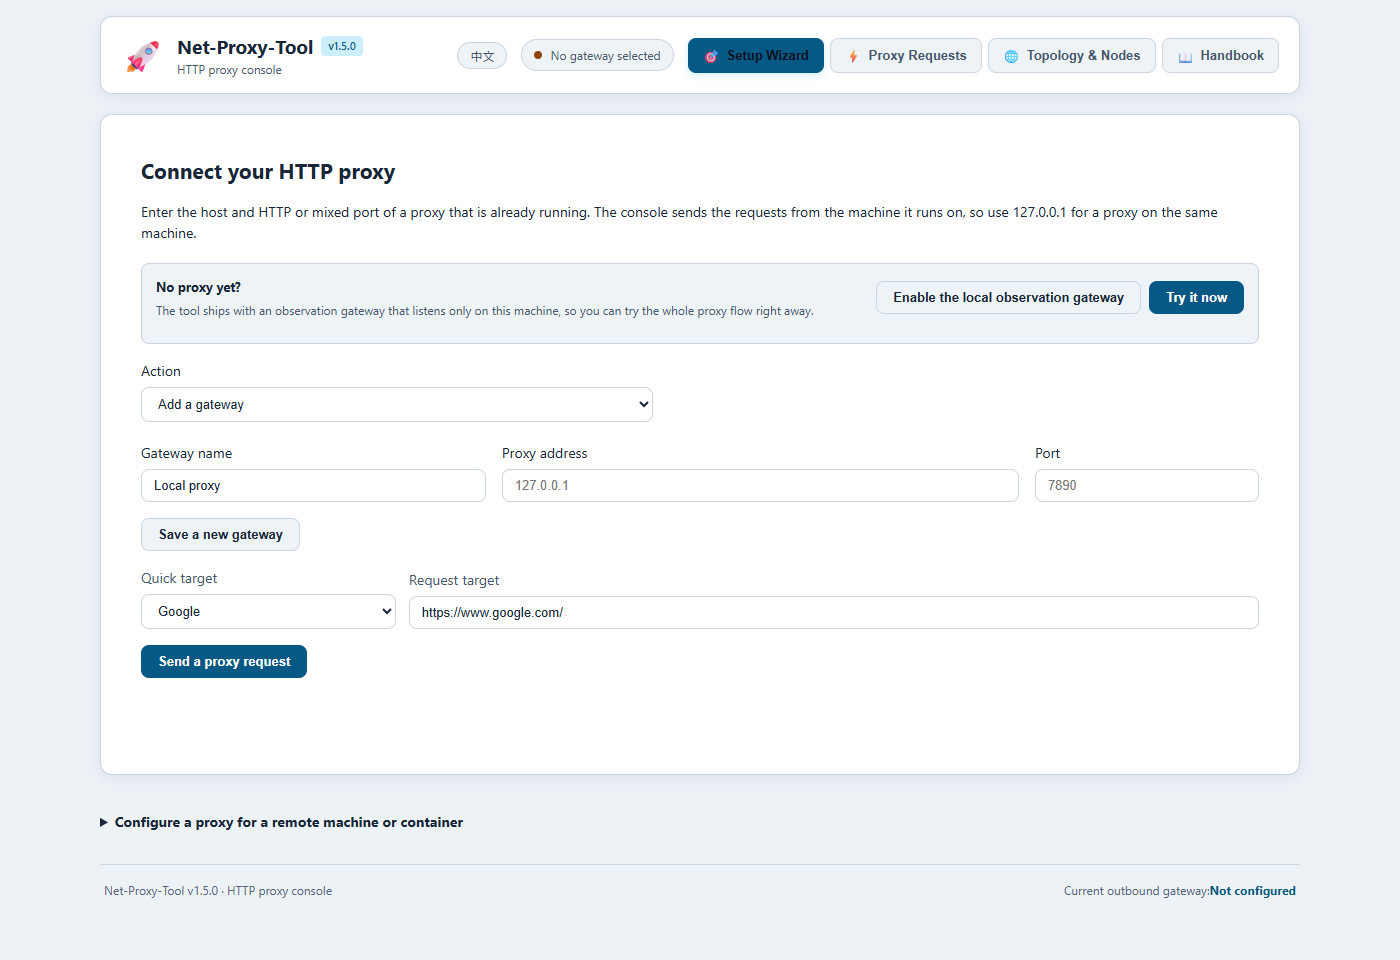 Net-Proxy-Tool v1.5.0
HTTP proxy console
中文
No gateway selected
Setup Wizard
Proxy Requests
Topology & Nodes
Handbook
Connect your HTTP proxy
Enter the host and HTTP or mixed port of a proxy that is already running. The console sends the requests from the machine it runs on, so use 127.0.0.1 for a proxy on the same
machine.
No proxy yet?
The tool ships with an observation gateway that listens only on this machine, so you can try the whole proxy flow right away.
Enable the local observation gateway
Try it now
Action
Add a gateway
Gateway name
Proxy address
Port
Local proxy
127.0.0.1
7890
Save a new gateway
Quick target
Request target
Google
https://www.google.com/
Send a proxy request
Configure a proxy for a remote machine or container
Net-Proxy-Tool v1.5.0 · HTTP proxy console
Current outbound gateway:Not configured